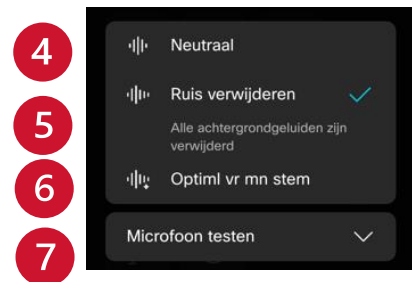 4
Neutraal
Ruis verwijderen
5
Alle achtergrondgeluiden zijn
verwijderd
6
Optiml vr mn stem
7
Microfoon testen